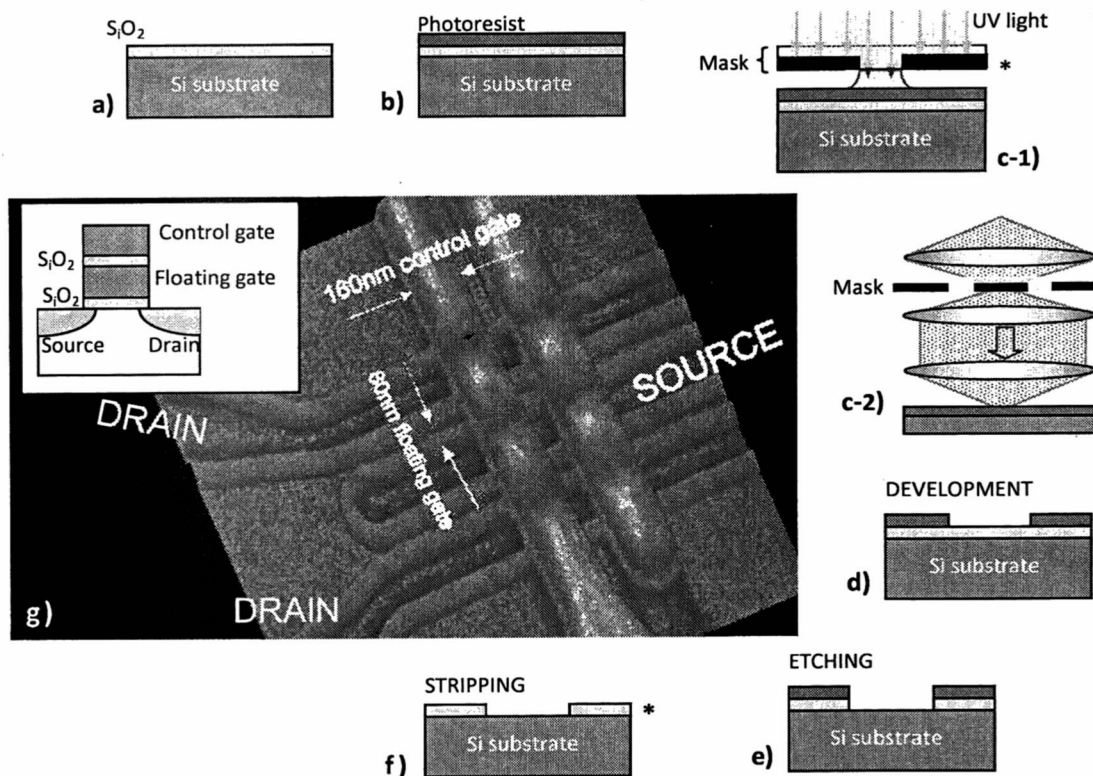 SiO2
Si substrate
a)
Photoresist
Si substrate
b)
UV light
Mask
*
Si substrate
c-1)
Control gate
SiO2
Floating gate
SiO2
Source
Drain
160nm control gate
60nm floating gate
SOURCE
DRAIN
DRAIN
g)
Mask
c-2)
DEVELOPMENT
Si substrate
d)
STRIPPING
*
Si substrate
f)
ETCHING
Si substrate
e)